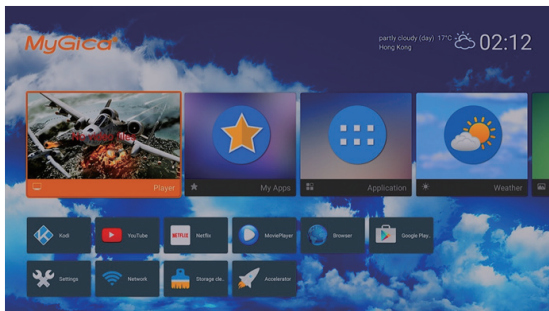 MyGica
partly cloudy (day) 17°C
Hong Kong
02:12
Player
My Apps
Application
Weather
Kodi
YouTube
Netflix
MoviePlayer
Browser
Google Play..
NETFLIX
Settings
Network
Storage cle..
Accelerator